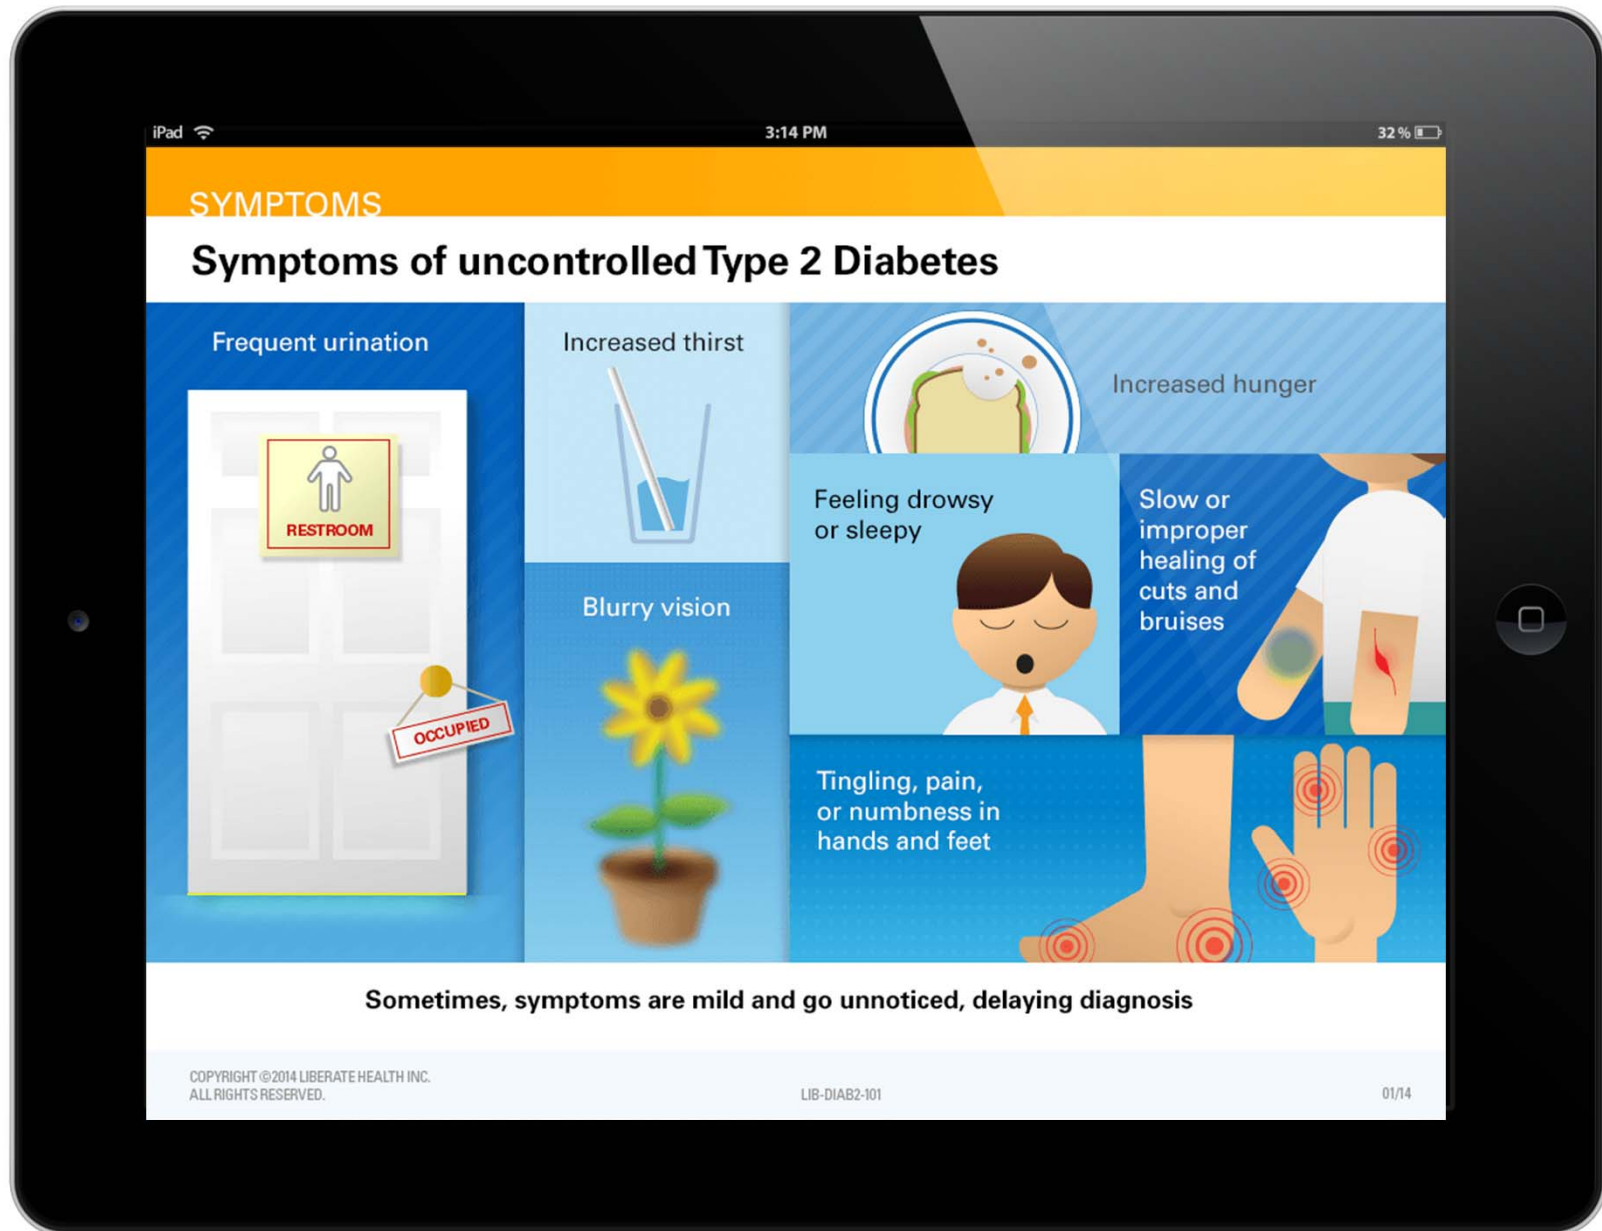 iPad
3:14 PM
32 %
SYMPTOMS
Symptoms of uncontrolled Type 2 Diabetes
Frequent urination
RESTROOM
OCCUPIED
Increased thirst
Blurry vision
Increased hunger
Feeling drowsy
or sleepy
Slow or
improper
healing of
cuts and
bruises
Tingling, pain,
or numbness in
hands and feet
Sometimes, symptoms are mild and go unnoticed, delaying diagnosis
COPYRIGHT ©2014 LIBERATE HEALTH INC.
ALL RIGHTS RESERVED.
LIB-DIAB2-101
01/14